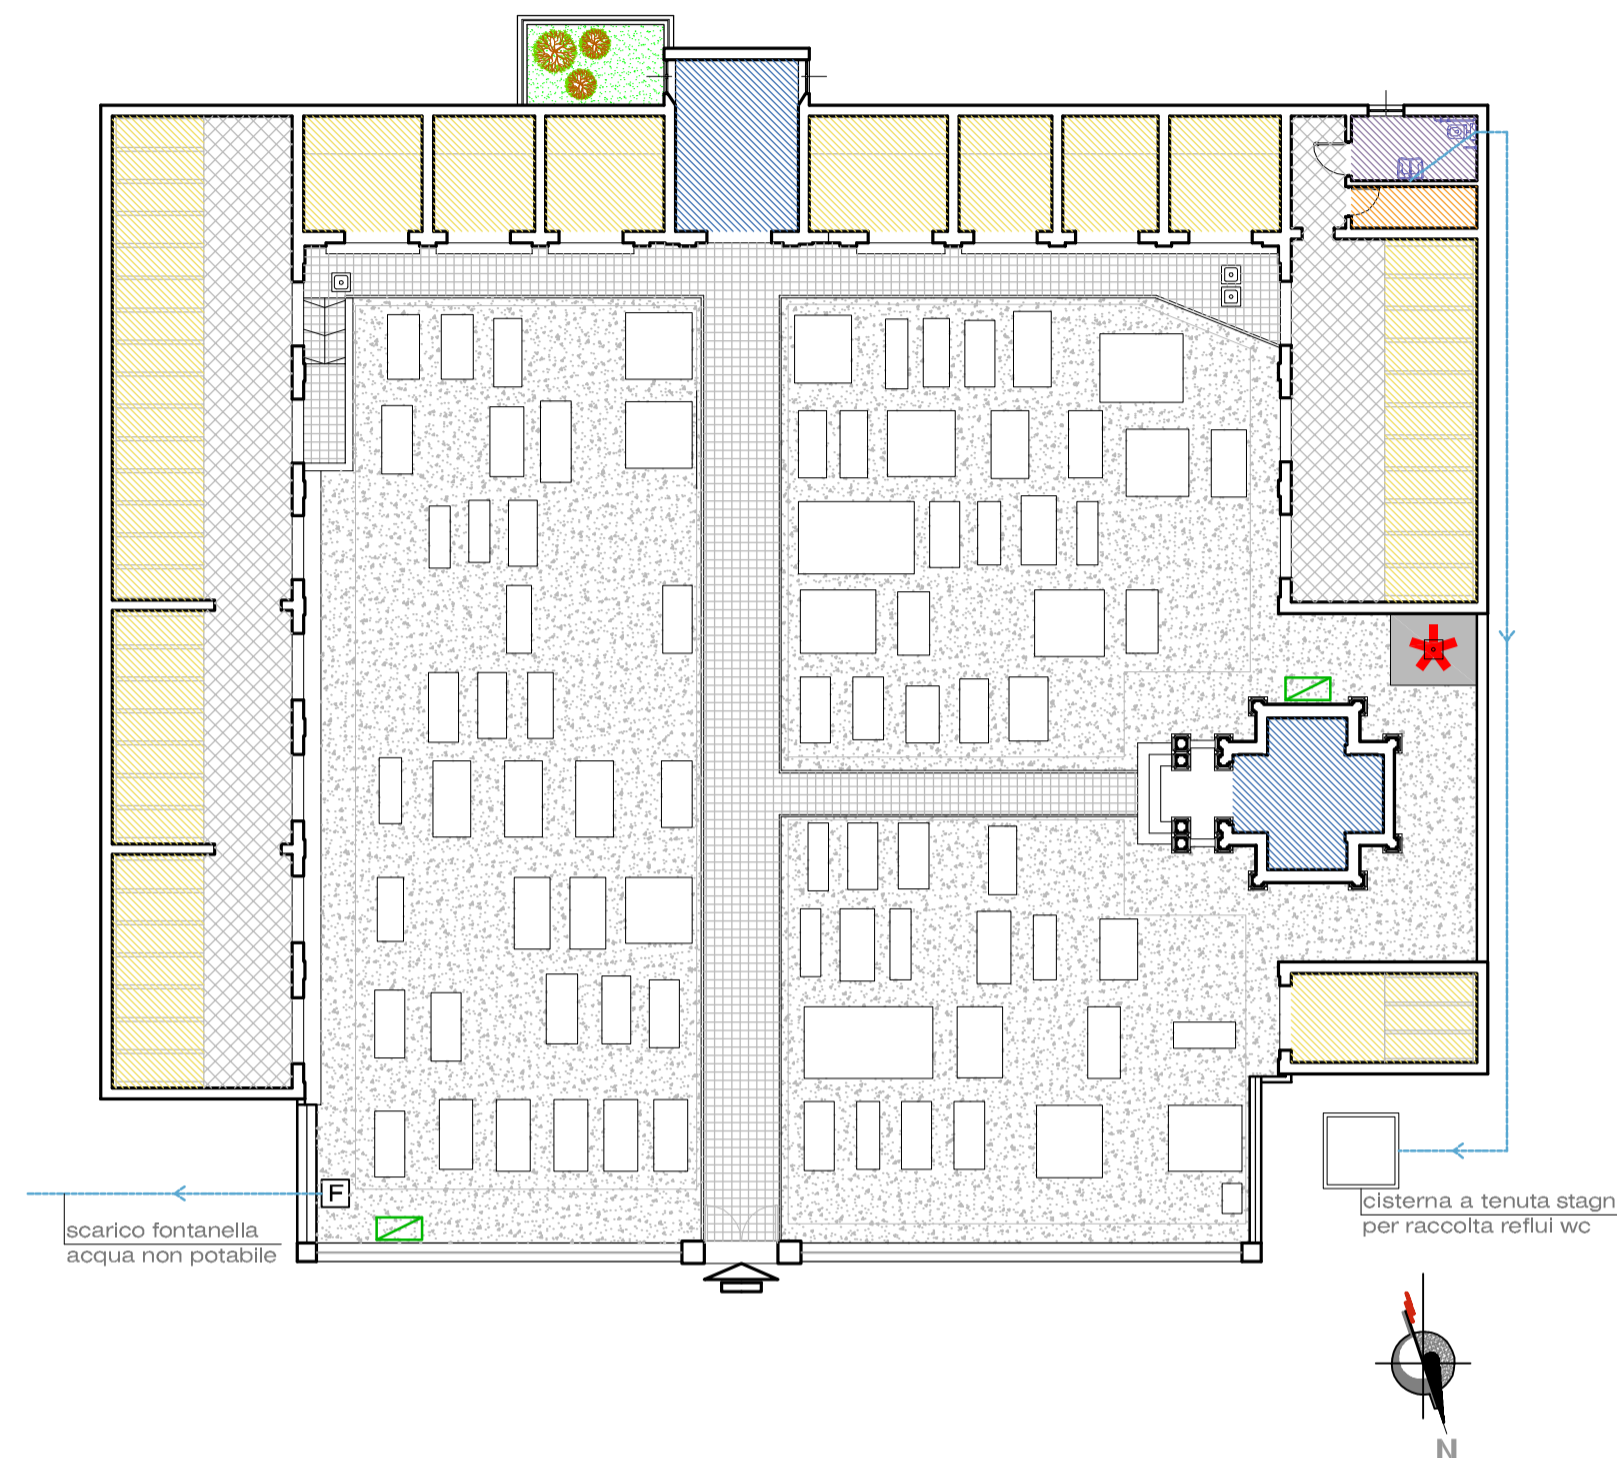 F
scarico fontanella
acqua non potabile
cisterna a tenuta stagn
per raccolta reflui wc
N